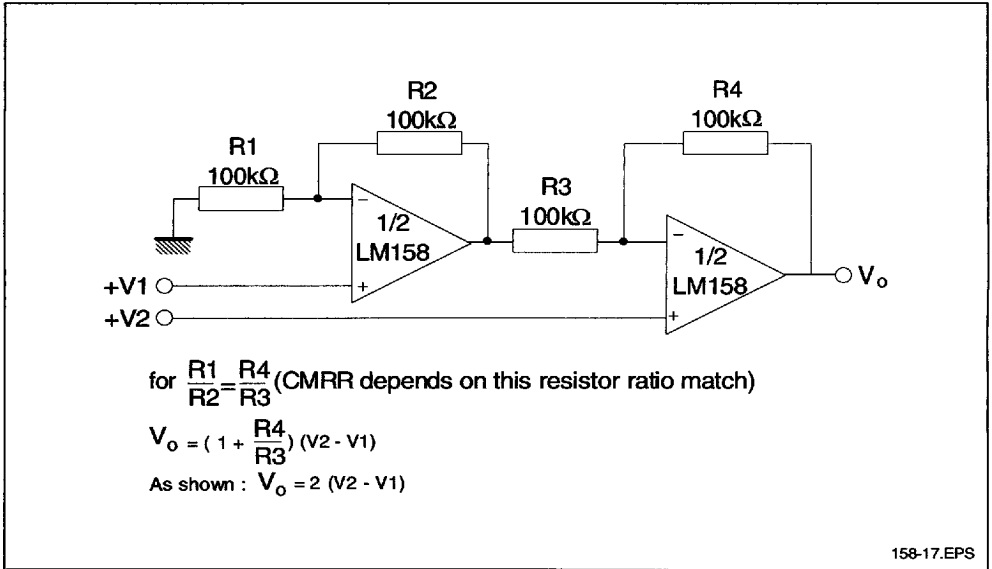 R2
100kΩ
R4
100kΩ
R1
100kΩ
R3
100kΩ
-
1/2
LM158
+
-
1/2
LM158
+
Vo
+V1
+V2
for R1/R2=R4/R3(CMRR depends on this resistor ratio match)
Vo = ( 1 + R4/R3) (V2 - V1)
As shown : Vo = 2 (V2 - V1)
158-17.EPS